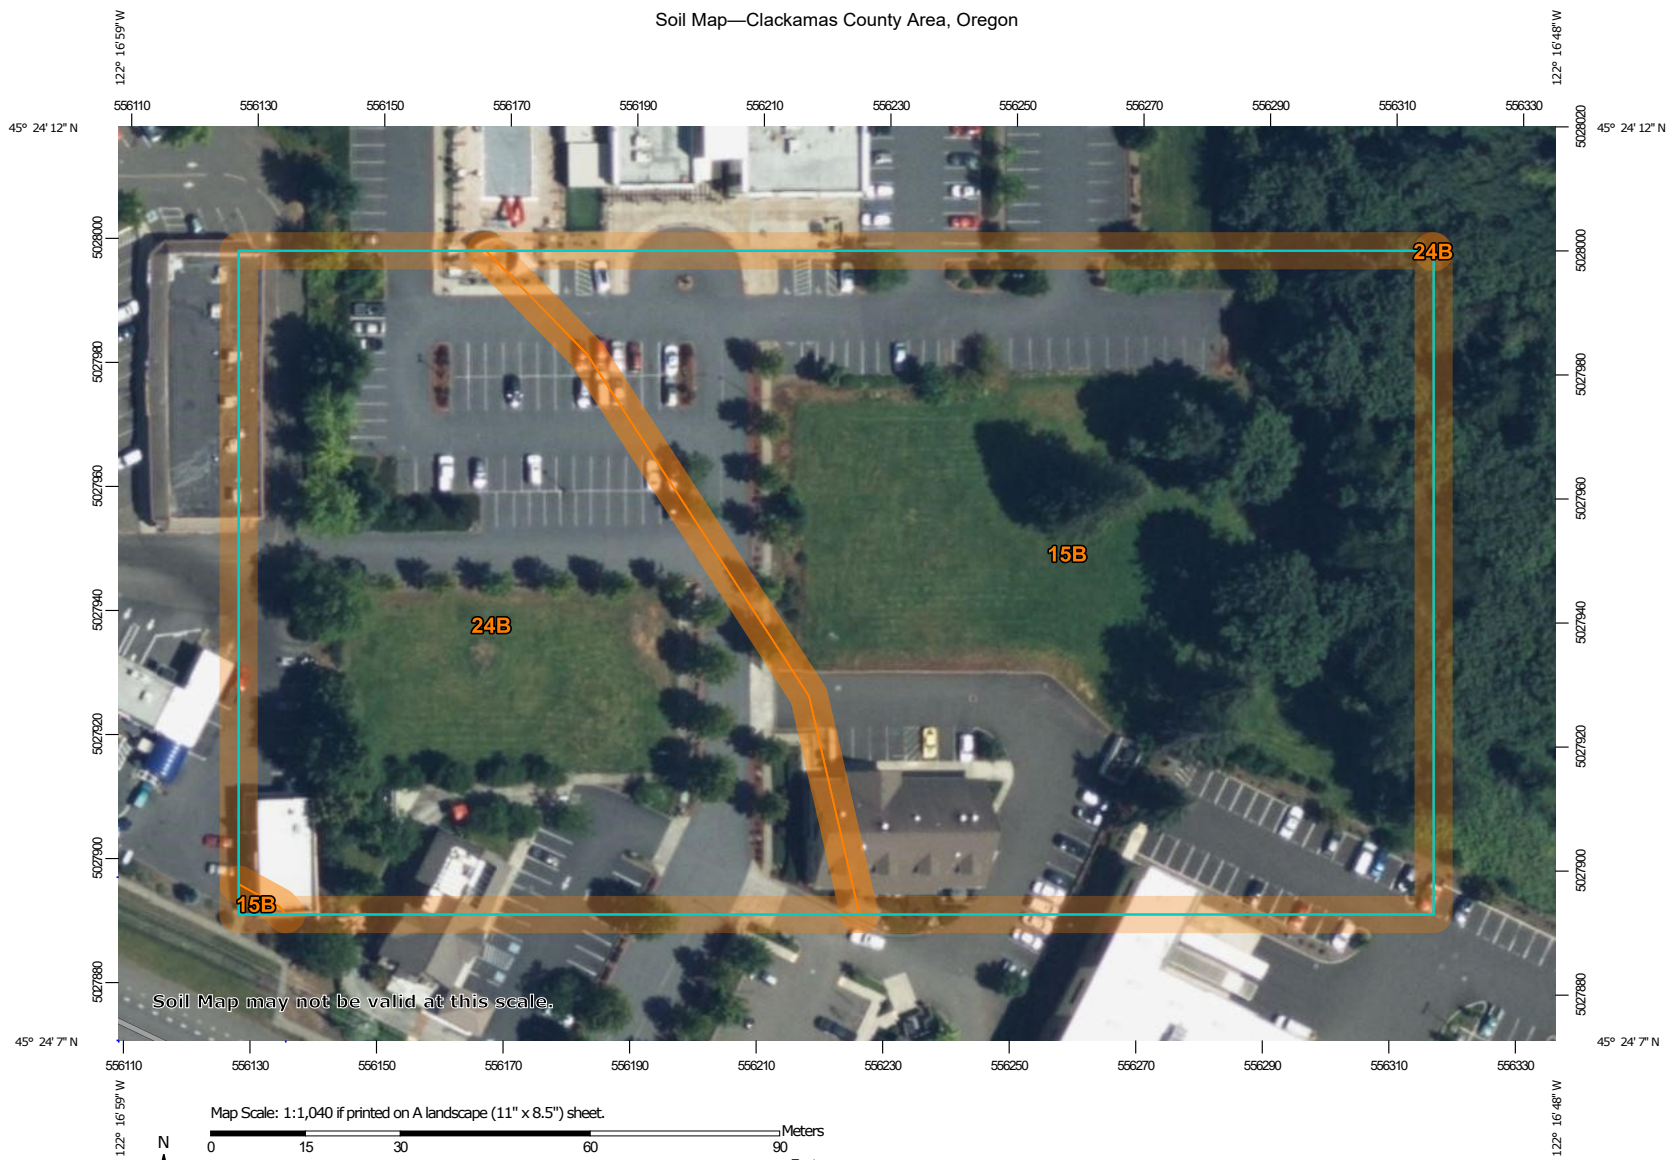 Soil Map—Clackamas County Area, Oregon
122° 16' 59'' W
122° 16' 48'' W
556110 556130 556150 556170 556190 556210 556230 556250 556270 556290 556310 556330
45° 24' 12'' N
45° 24' 12'' N
5028020
5028000
5028000
24B
5027980
5027980
5027960
5027960
15B
5027940
5027940
24B
5027920
5027920
5027900
5027900
15B
5027880
5027880
Soil Map may not be valid at this scale.
45° 24' 7'' N
45° 24' 7'' N
556110 556130 556150 556170 556190 556210 556230 556250 556270 556290 556310 556330
122° 16' 59'' W
122° 16' 48'' W
Map Scale: 1:1,040 if printed on A landscape (11" x 8.5") sheet.
N
Meters
0 15 30 60 90